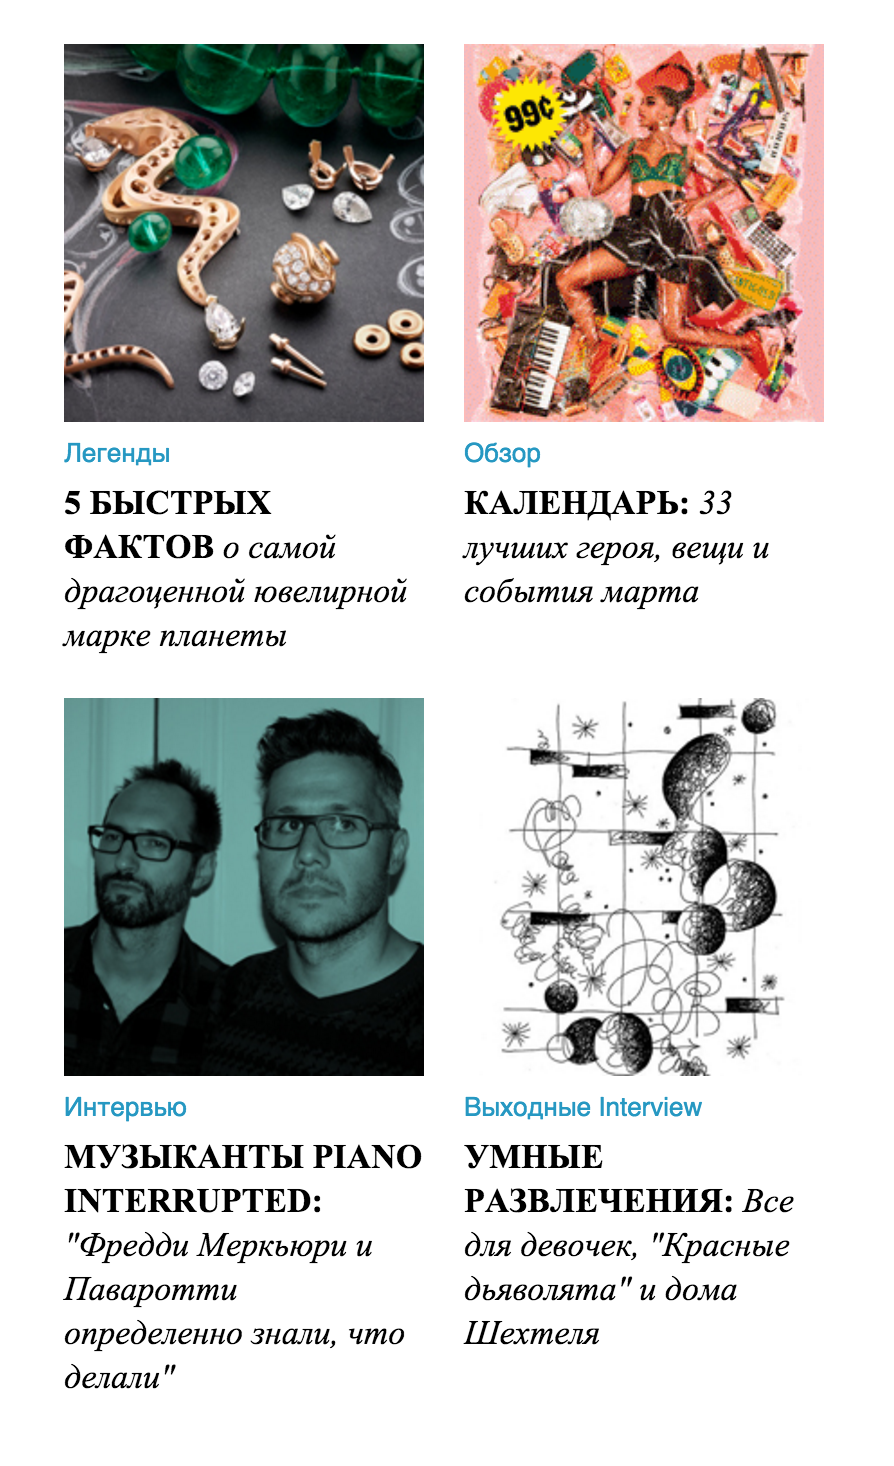 99¢
Легенды
5 БЫСТРЫХ
ФАКТОВ о самой
драгоценной ювелирной
марке планеты
Обзор
КАЛЕНДАРЬ: 33
лучших героя, вещи и
события марта
Интервью
МУЗЫКАНТЫ PIANO
INTERRUPTED:
"Фредди Меркьюри и
Паваротти
определенно знали, что
делали"
Выходные Interview
УМНЫЕ
РАЗВЛЕЧЕНИЯ: Все
для девочек, "Красные
дьяволята" и дома
Шехтеля